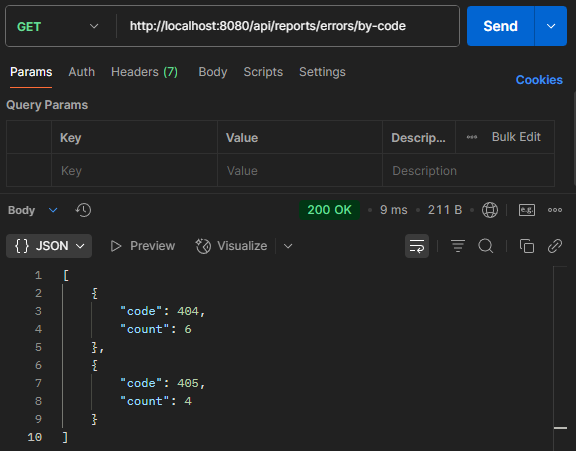 GET http://localhost:8080/api/reports/errors/by-code Send
Params Auth Headers (7) Body Scripts Settings Cookies
Query Params
Key Value Descrip... Bulk Edit
Key Value Description
Body 200 OK • 9 ms • 211 B e.g.
{} JSON Preview Visualize
1 [
2 {
3 "code": 404,
4 "count": 6
5 },
6 {
7 "code": 405,
8 "count": 4
9 }
10 ]